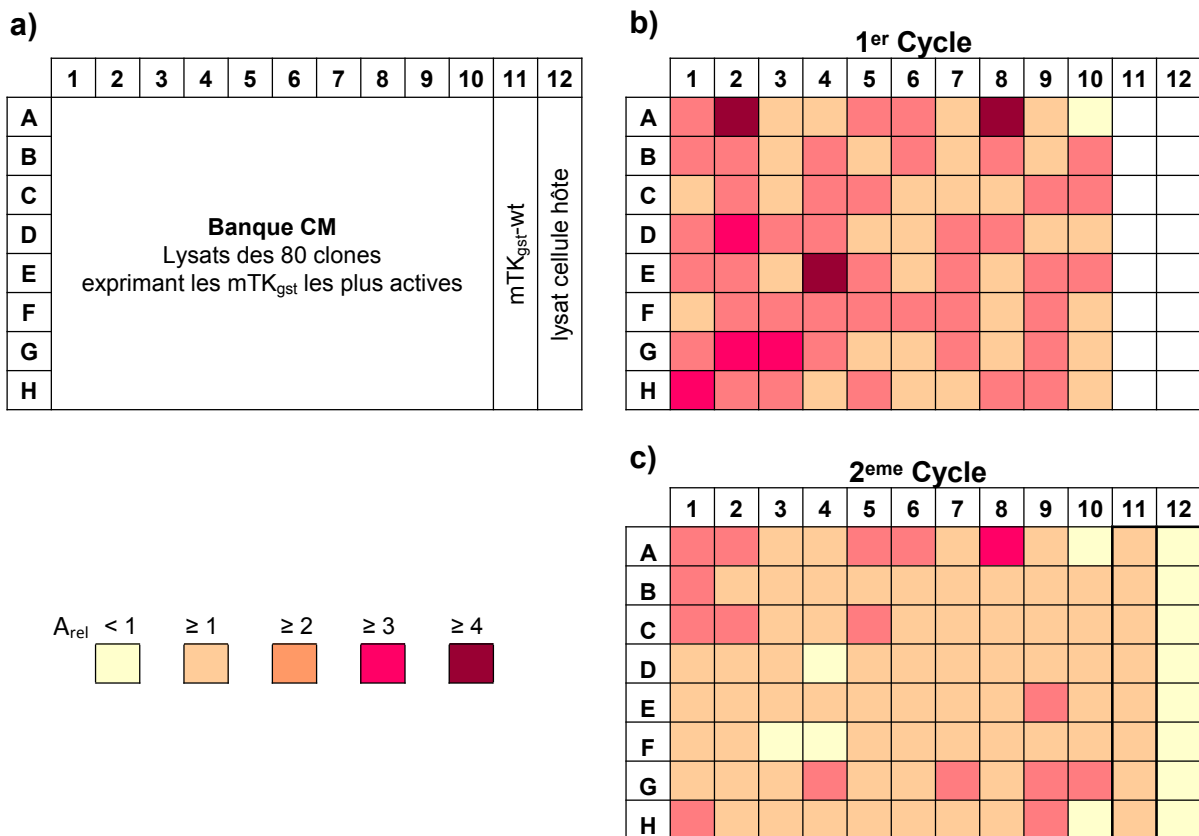 a)
1 2 3 4 5 6 7 8 9 10 11 12
A
B
C
D
E
F
G
H
Banque CM
Lysats des 80 clones
exprimant les mTKgst les plus actives
mTKgst-wt
lysat cellule hôte
b)
1er Cycle
1 2 3 4 5 6 7 8 9 10 11 12
A
B
C
D
E
F
G
H
Arel < 1 ≥ 1 ≥ 2 ≥ 3 ≥ 4
c)
2eme Cycle
1 2 3 4 5 6 7 8 9 10 11 12
A
B
C
D
E
F
G
H